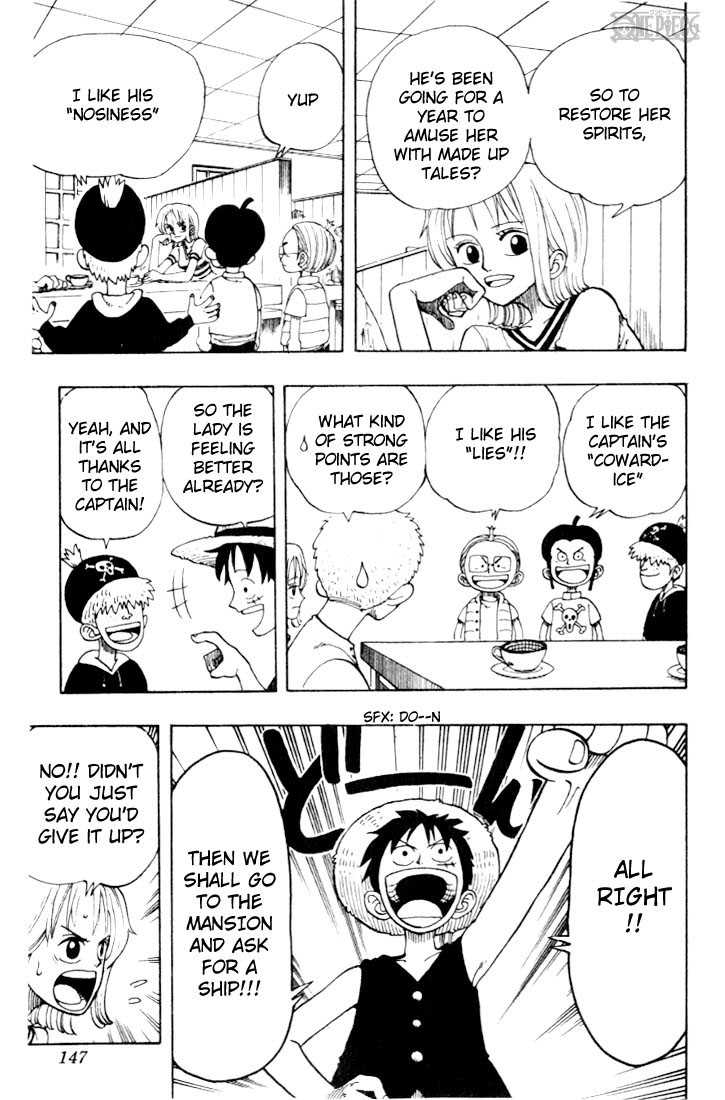 ONE PIECE
SO TO
RESTORE HER
SPIRITS,
HE'S BEEN
GOING FOR A
YEAR TO
AMUSE HER
WITH MADE UP
TALES?
YUP
I LIKE HIS
"NOSINESS"
I LIKE THE
CAPTAIN'S
"COWARD-
ICE"
I LIKE HIS
"LIES"!!
WHAT KIND
OF STRONG
POINTS ARE
THOSE?
SO THE
LADY IS
FEELING
BETTER
ALREADY?
YEAH, AND
IT'S ALL
THANKS
TO THE
CAPTAIN!
SFX: DO--N
ドーーん
ALL
RIGHT
!!
THEN WE
SHALL GO
TO THE
MANSION
AND ASK
FOR A
SHIP!!!
NO!! DIDN'T
YOU JUST
SAY YOU'D
GIVE IT UP?
147